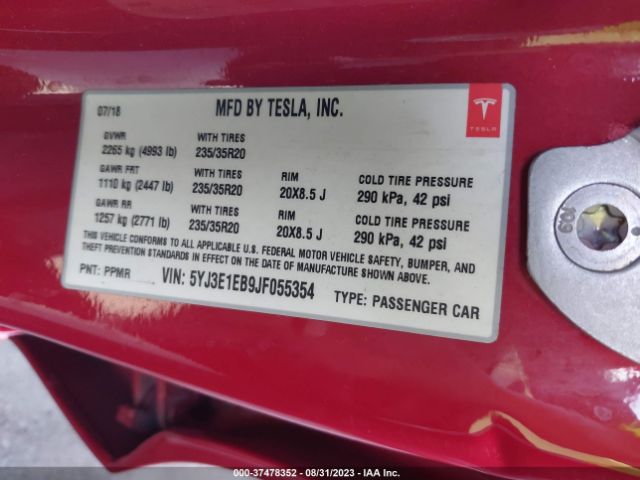 07/18 MFD BY TESLA, INC.
TESLA
GVWR WITH TIRES
2265 kg (4993 lb) 235/35R20
GAWR FRT WITH TIRES RIM COLD TIRE PRESSURE
1110 kg (2447 lb) 235/35R20 20X8.5 J 290 kPa, 42 psi
GAWR RR WITH TIRES RIM COLD TIRE PRESSURE
1257 kg (2771 lb) 235/35R20 20X8.5 J 290 kPa, 42 psi
THIS VEHICLE CONFORMS TO ALL APPLICABLE U.S. FEDERAL MOTOR VEHICLE SAFETY, BUMPER, AND
THEFT PREVENTION STANDARDS IN EFFECT ON THE DATE OF MANUFACTURE SHOWN ABOVE.
PNT: PPMR VIN: 5YJ3E1EB9JF055354 TYPE: PASSENGER CAR
109
000-37478352 - 08/31/2023 - IAA Inc.